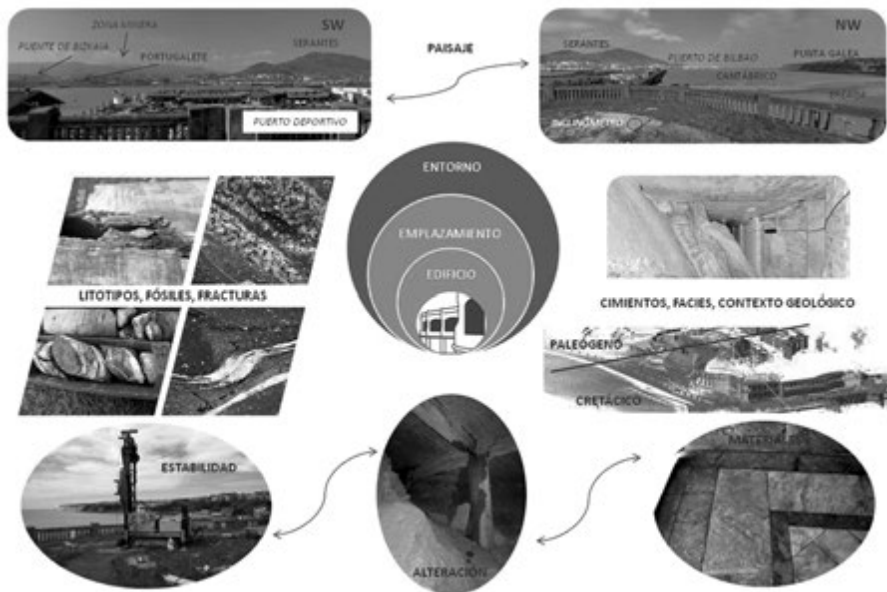 SW
ZONA MINERA
PUENTE DE BIZKAIA
PORTUGALETE
SERANTES
PUERTO DEPORTIVO
PAISAJE
NW
SERANTES
PUERTO DE BILBAO
PUNTA GALEA
CANTÁBRICO
INCLINÓMETRO
ENTORNO
EMPLAZAMIENTO
EDIFICIO
LITOTIPOS, FÓSILES, FRACTURAS
CIMIENTOS, FACIES, CONTEXTO GEOLÓGICO
PALEÓGENO
CRETÁCICO
ESTABILIDAD
ALTERACIÓN
MATERIALES